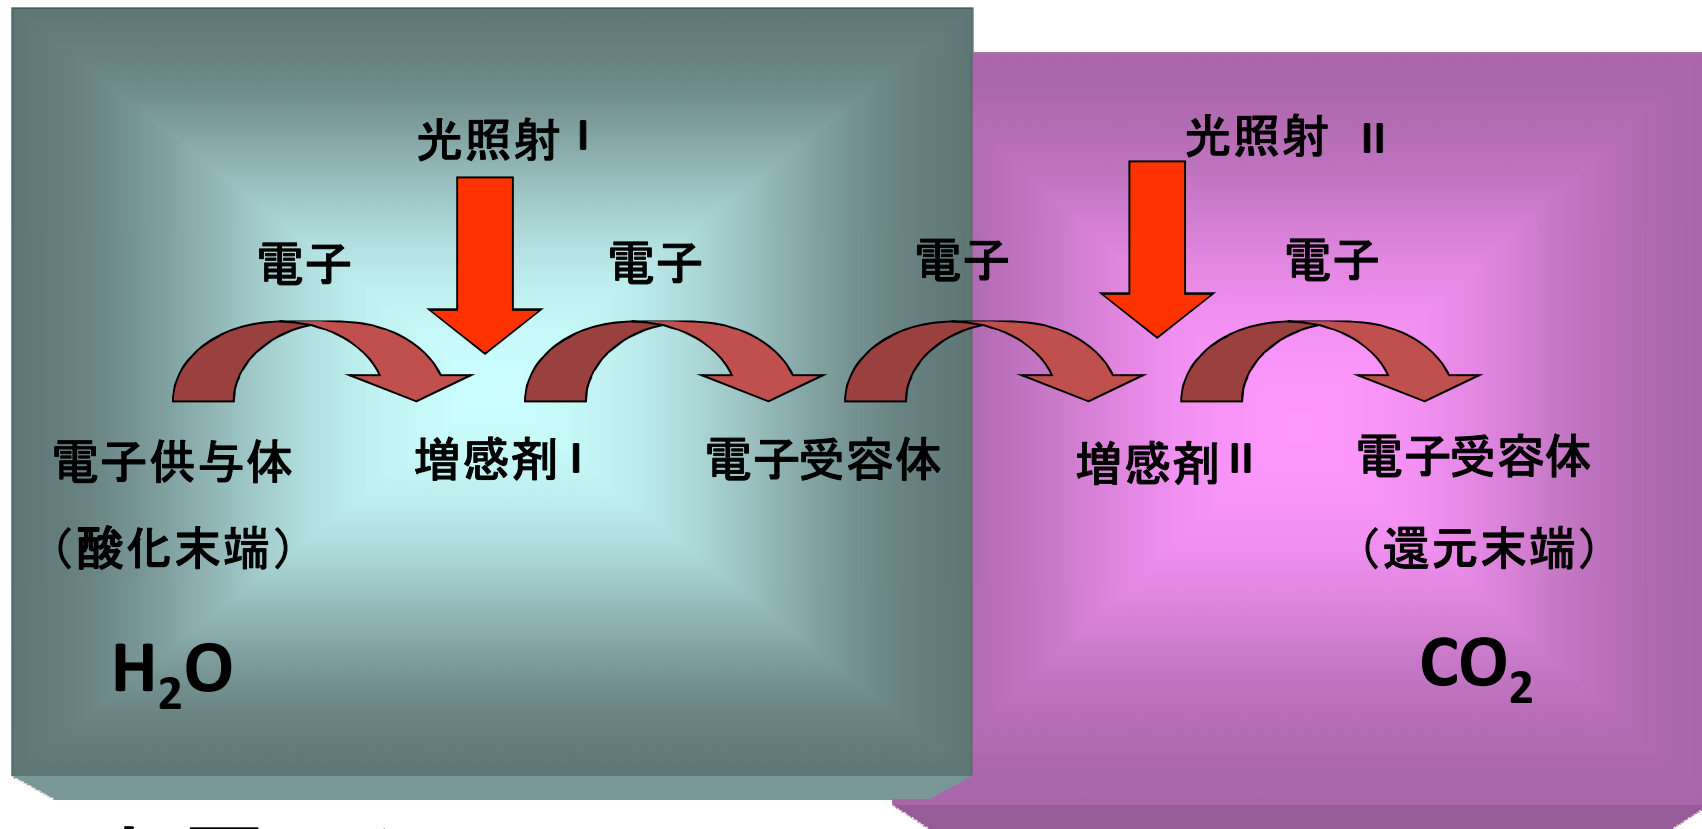 光照射 I
光照射 II
電子
電子
電子
電子
電子供与体
増感剤 I
電子受容体
増感剤 II
電子受容体
（酸化末端）
（還元末端）
H₂O
CO₂